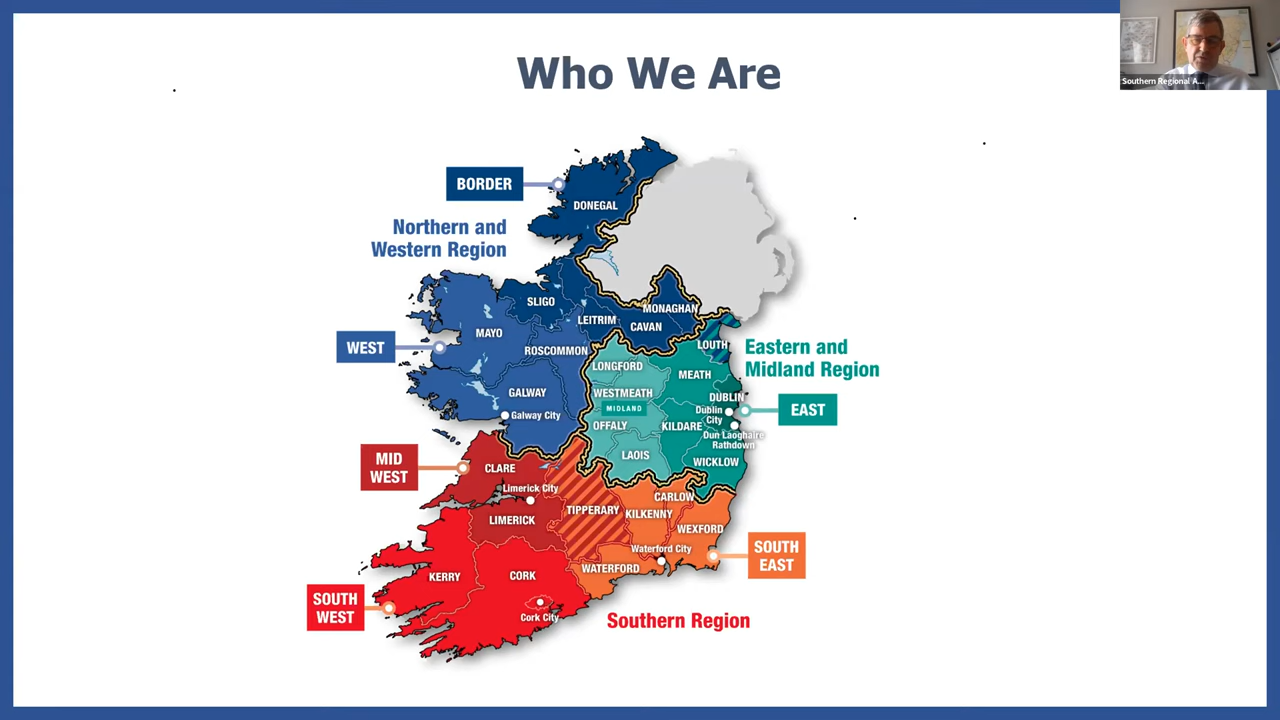 Who We Are
Southern Regional A...
BORDER
DONEGAL
Northern and
Western Region
SLIGO
MONAGHAN
LEITRIM
CAVAN
MAYO
WEST
ROSCOMMON
LOUTH
Eastern and
Midland Region
LONGFORD
MEATH
GALWAY
WESTMEATH
DUBLIN
MIDLAND
Dublin
City
EAST
Galway City
OFFALY
KILDARE
Dun Laoghaire
Rathdown
LAOIS
WICKLOW
MID
WEST
CLARE
Limerick City
CARLOW
TIPPERARY
KILKENNY
LIMERICK
WEXFORD
Waterford City
SOUTH
EAST
WATERFORD
KERRY
CORK
SOUTH
WEST
Cork City
Southern Region